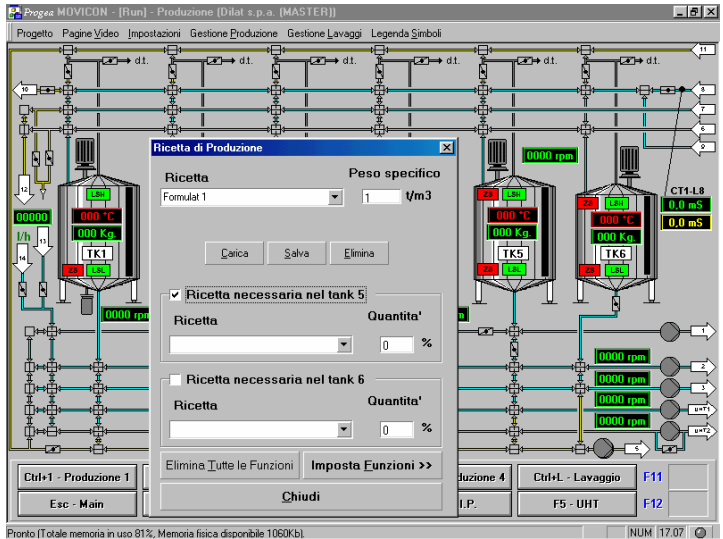 Progea MOVICON - [Run] - Produzione (Dilat s.p.a. (MASTER))
Progetto Pagine Video Impostazioni Gestione Produzione Gestione Lavaggi Legenda Simboli
11
d.t. d.t. d.t. d.t. d.t.
10 8
7
6
9
Ricetta di Produzione
0000 rpm
Ricetta Peso specifico
Formulat 1 1 t/m3
12
CT1-L8
LSH ZS LSH ZS LSH
00000 000 °C 000 °C 000 °C 0,0 mS
l/h 13 000 Kg. 000 Kg. 000 Kg. 0,0 mS
14 TK1 TK5 TK6
Carica Salva Elimina
ZS LSL ZS LSL ZS LSL
Ricetta necessaria nel tank 5
0000 rpm
Ricetta Quantita'
0 %
1
0000 rpm
2
Ricetta necessaria nel tank 6
0000 rpm
3
Ricetta Quantita'
0000 rpm
UHT1
0 %
0000 rpm
UHT2
5
Elimina Tutte le Funzioni Imposta Funzioni >>
Chiudi
Ctrl+1 - Produzione 1 duzione 4 Ctrl+L - Lavaggio F11
Esc - Main I.P. F5 - UHT F12
Pronto (Totale memoria in uso 81%, Memoria fisica disponibile 1060Kb). NUM 17.07